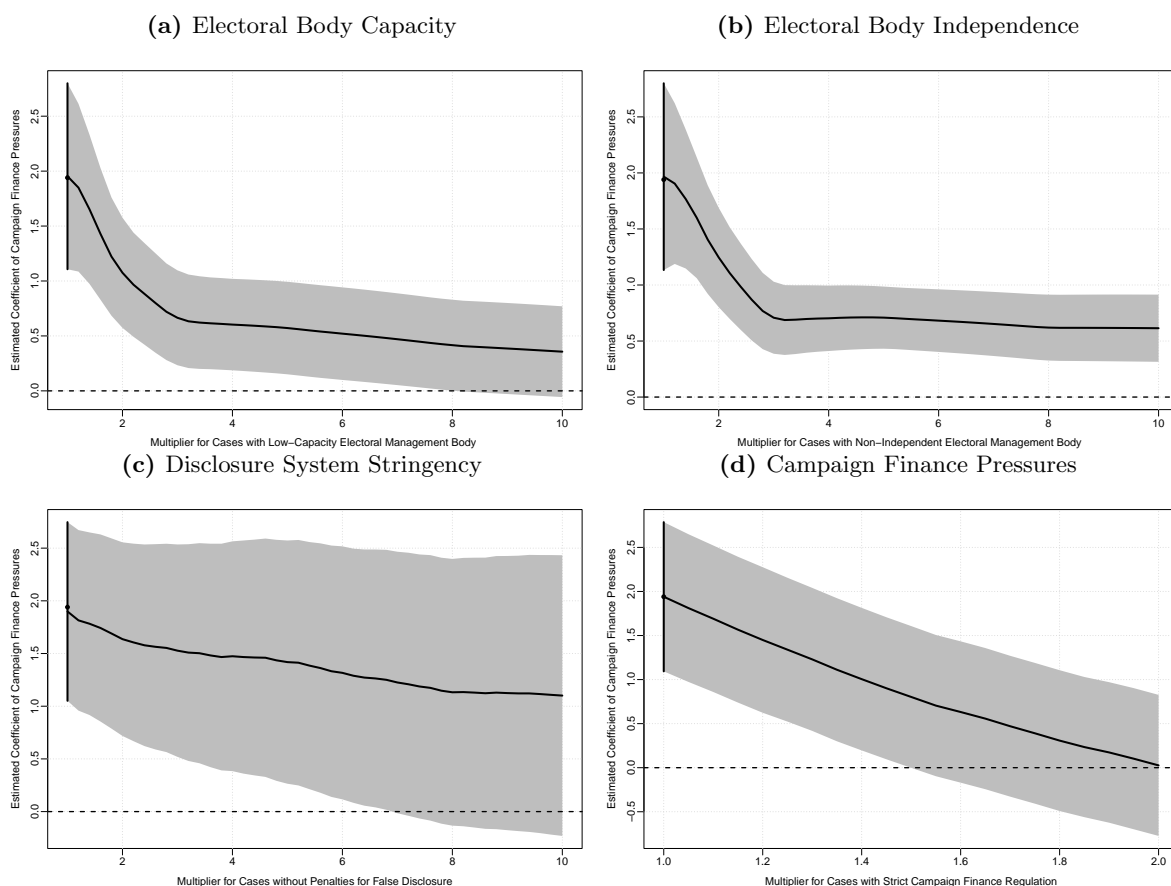 (a) Electoral Body Capacity
Estimated Coefficient of Campaign Finance Pressures
0.0 0.5 1.0 1.5 2.0 2.5
2 4 6 8 10
Multiplier for Cases with Low−Capacity Electoral Management Body
(b) Electoral Body Independence
Estimated Coefficient of Campaign Finance Pressures
0.0 0.5 1.0 1.5 2.0 2.5
2 4 6 8 10
Multiplier for Cases with Non−Independent Electoral Management Body
(c) Disclosure System Stringency
Estimated Coefficient of Campaign Finance Pressures
0.0 0.5 1.0 1.5 2.0 2.5
2 4 6 8 10
Multiplier for Cases without Penalties for False Disclosure
(d) Campaign Finance Pressures
Estimated Coefficient of Campaign Finance Pressures
−0.5 0.0 0.5 1.0 1.5 2.0 2.5
1.0 1.2 1.4 1.6 1.8 2.0
Multiplier for Cases with Strict Campaign Finance Regulation